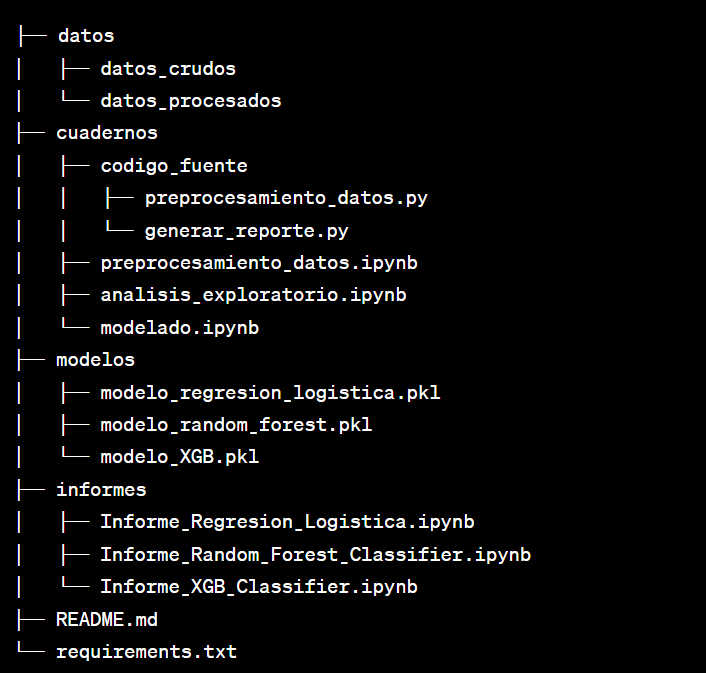 ├── datos
│   ├── datos_crudos
│   └── datos_procesados
├── cuadernos
│   ├── codigo_fuente
│   │   ├── preprocesamiento_datos.py
│   │   └── generar_reporte.py
│   ├── preprocesamiento_datos.ipynb
│   ├── analisis_exploratorio.ipynb
│   └── modelado.ipynb
├── modelos
│   ├── modelo_regresion_logistica.pkl
│   ├── modelo_random_forest.pkl
│   └── modelo_XGB.pkl
├── informes
│   ├── Informe_Regresion_Logistica.ipynb
│   ├── Informe_Random_Forest_Classifier.ipynb
│   └── Informe_XGB_Classifier.ipynb
├── README.md
└── requirements.txt